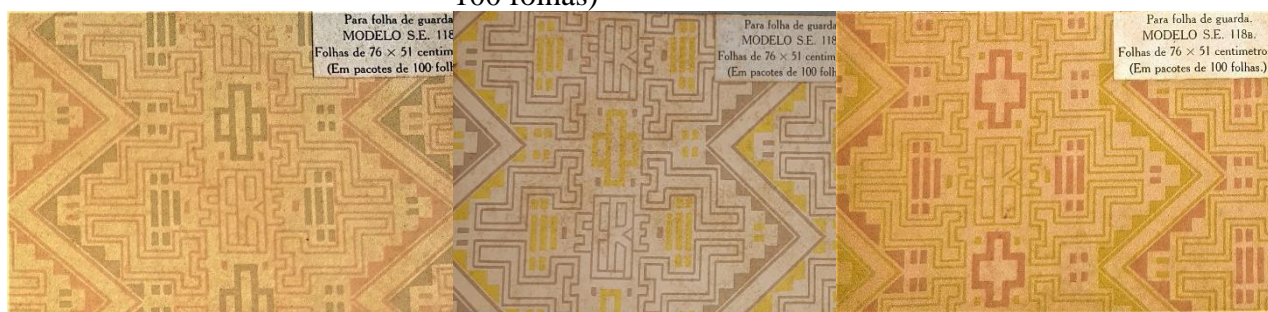 100 folhas)
Para folha de guarda
MODELO S.E. 118
Folhas de 76 × 51 centim
(Em pacotes de 100 folh
Para folha de guarda
MODELO S.E. 118
Folhas de 76 × 51 centim
(Em pacotes de 100 folh
Para folha de guarda.
MODELO S.E. 118B.
Folhas de 76 × 51 centimetro
(Em pacotes de 100 folhas.)